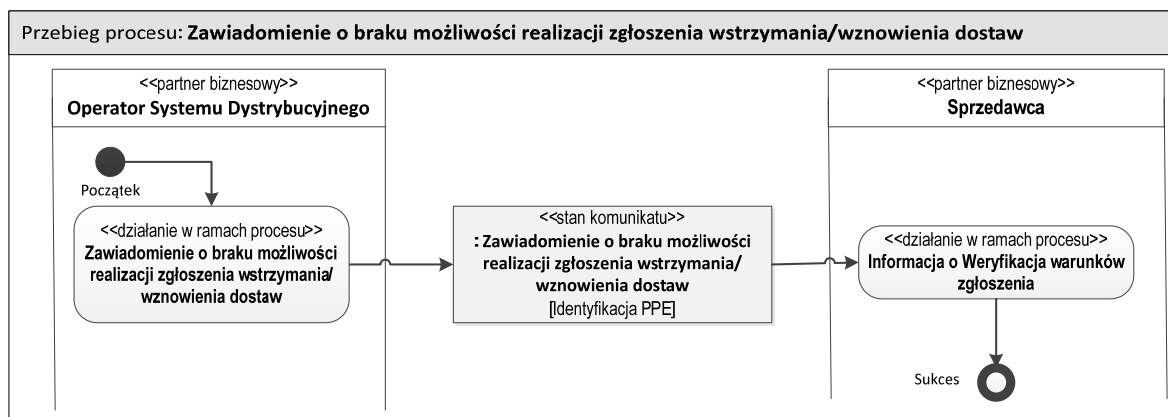 Przebieg procesu: Zawiadomienie o braku możliwości realizacji zgłoszenia wstrzymania/wznowienia dostaw
<<partner biznesowy>>
Operator Systemu Dystrybucyjnego
<<partner biznesowy>>
Sprzedawca
Początek
<<działanie w ramach procesu>>
Zawiadomienie o braku możliwości
realizacji zgłoszenia wstrzymania/
wznowienia dostaw
<<stan komunikatu>>
: Zawiadomienie o braku możliwości
realizacji zgłoszenia wstrzymania/
wznowienia dostaw
[Identyfikacja PPE]
<<działanie w ramach procesu>>
Informacja o Weryfikacja warunków
zgłoszenia
Sukces